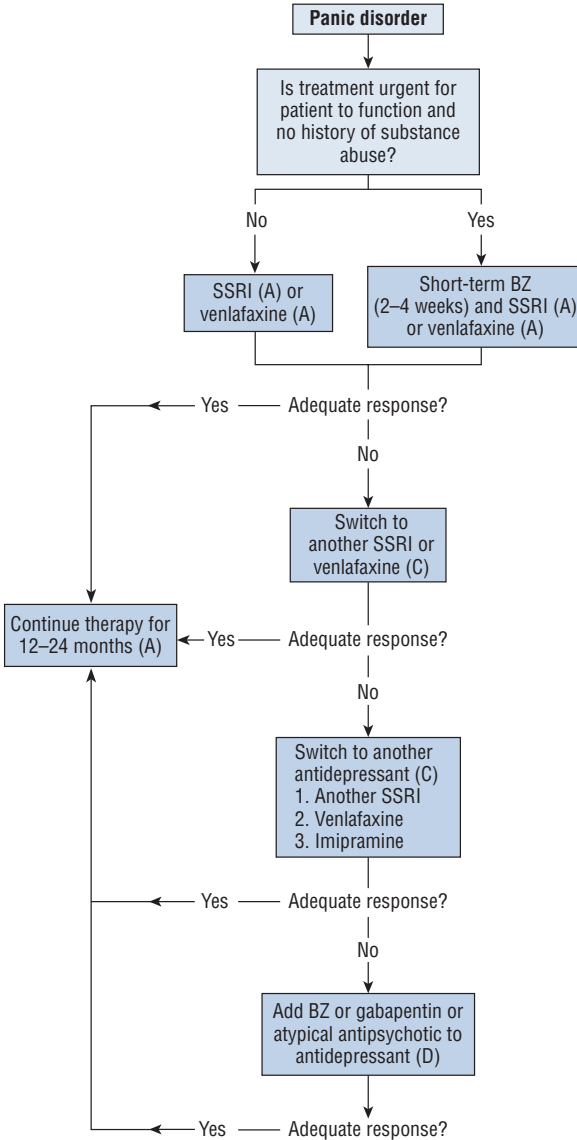 Panic disorder
Is treatment urgent for
patient to function and
no history of substance
abuse?
No
Yes
SSRI (A) or
venlafaxine (A)
Short-term BZ
(2–4 weeks) and SSRI (A)
or venlafaxine (A)
Yes
Adequate response?
No
Switch to
another SSRI or
venlafaxine (C)
Continue therapy for
12–24 months (A)
Yes
Adequate response?
No
Switch to another
antidepressant (C)
1. Another SSRI
2. Venlafaxine
3. Imipramine
Yes
Adequate response?
No
Add BZ or gabapentin or
atypical antipsychotic to
antidepressant (D)
Yes
Adequate response?